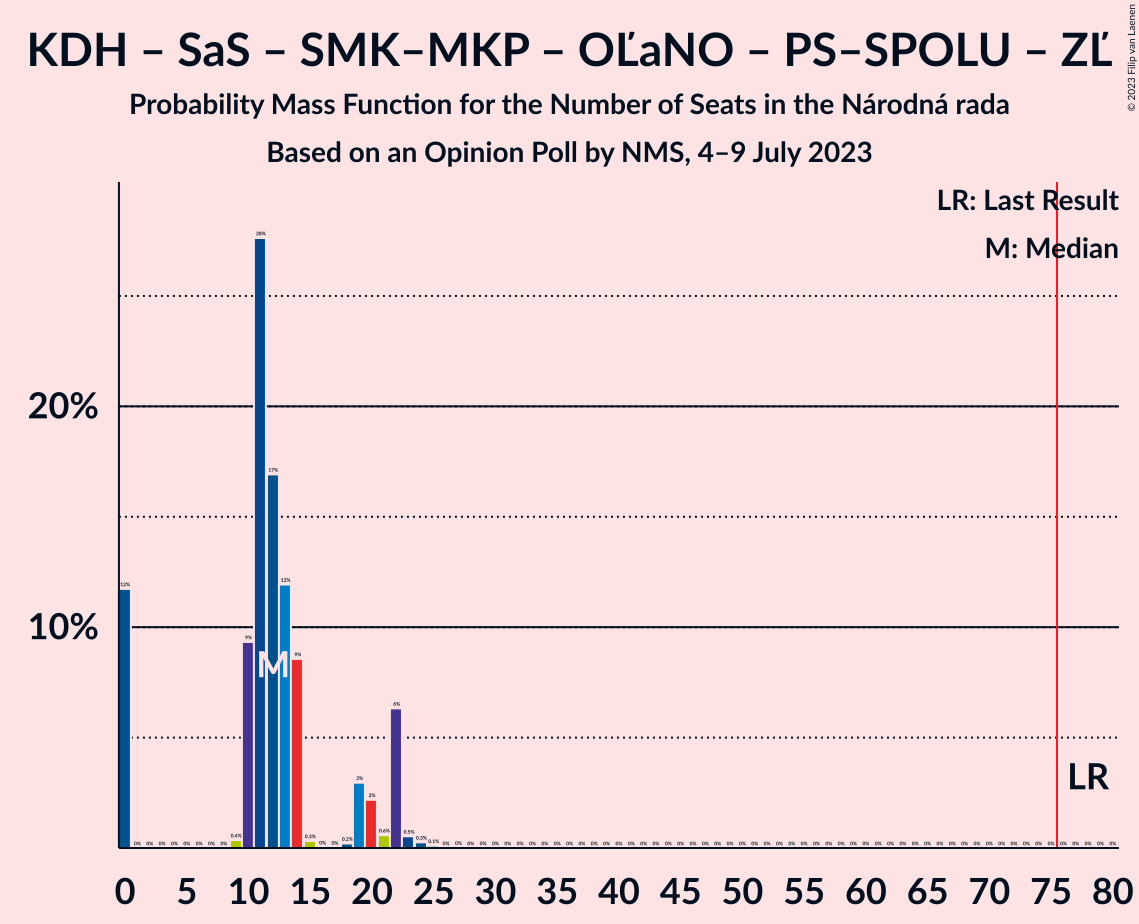 KDH – SaS – SMK–MKP – OĽaNO – PS–SPOLU – ZĽ
Probability Mass Function for the Number of Seats in the Národná rada
Based on an Opinion Poll by NMS, 4–9 July 2023
© 2023 Filip van Laenen
LR: Last Result
M: Median
28%
20%
17%
12% 12%
10%
9% 9%
M
6%
LR
3%
2%
0.4% 0.3% 0.2% 0.6% 0.5% 0.3% 0.1%
0 5 10 15 20 25 30 35 40 45 50 55 60 65 70 75 80